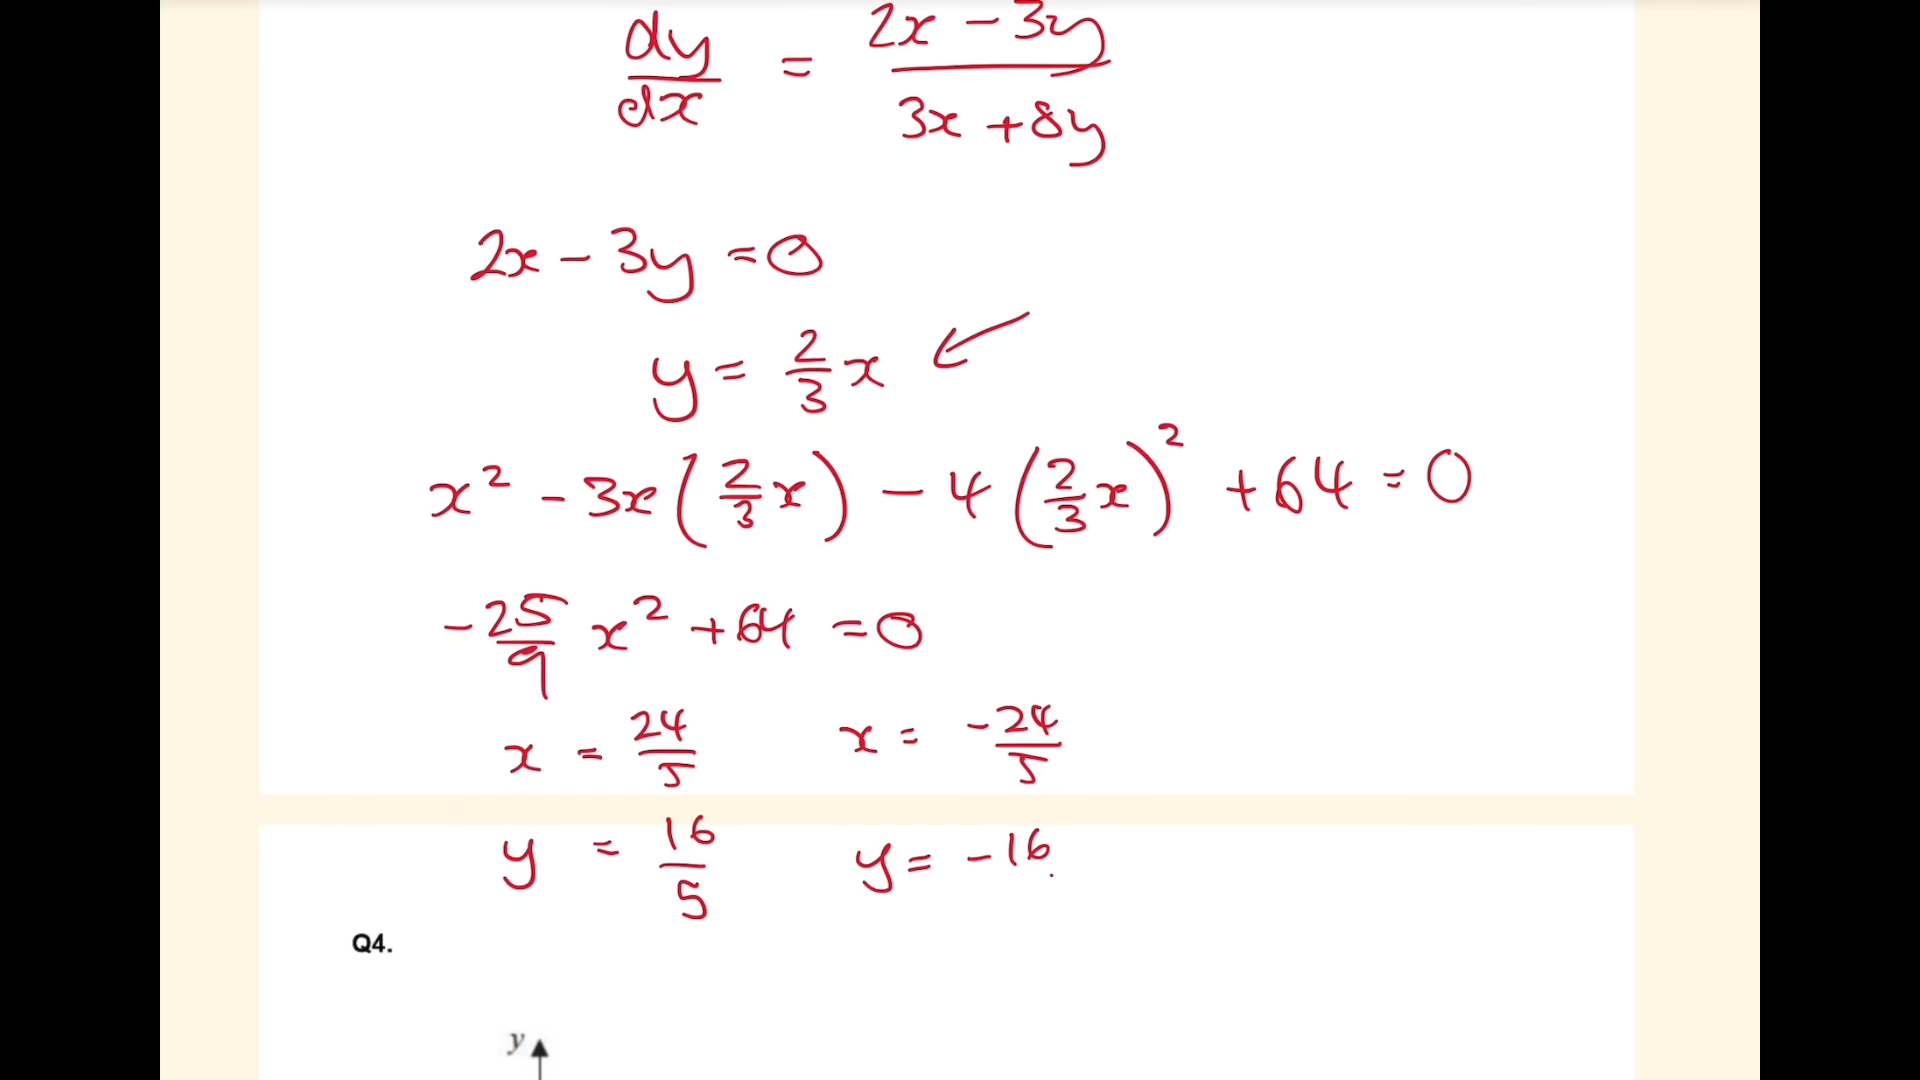 dy/dx = (2x - 3y)/(3x + 8y)
2x - 3y = 0
y = 2/3 x
x² - 3x(2/3 x) - 4(2/3 x)² + 64 = 0
-25/9 x² + 64 = 0
x = 24/5 x = -24/5
y = 16/5 y = -16
Q4.
y